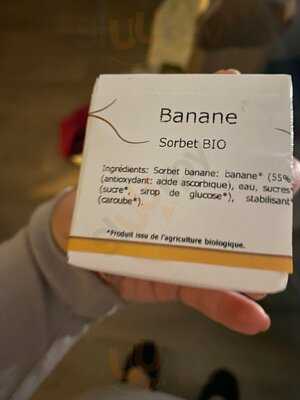 Banane
Sorbet BIO
Ingrédients: Sorbet banane: banane* (55%
(antioxydant: acide ascorbique), eau, sucres*
(sucre*, sirop de glucose*), stabilisant*
(caroube*).
*Produit issu de l'agriculture biologique.